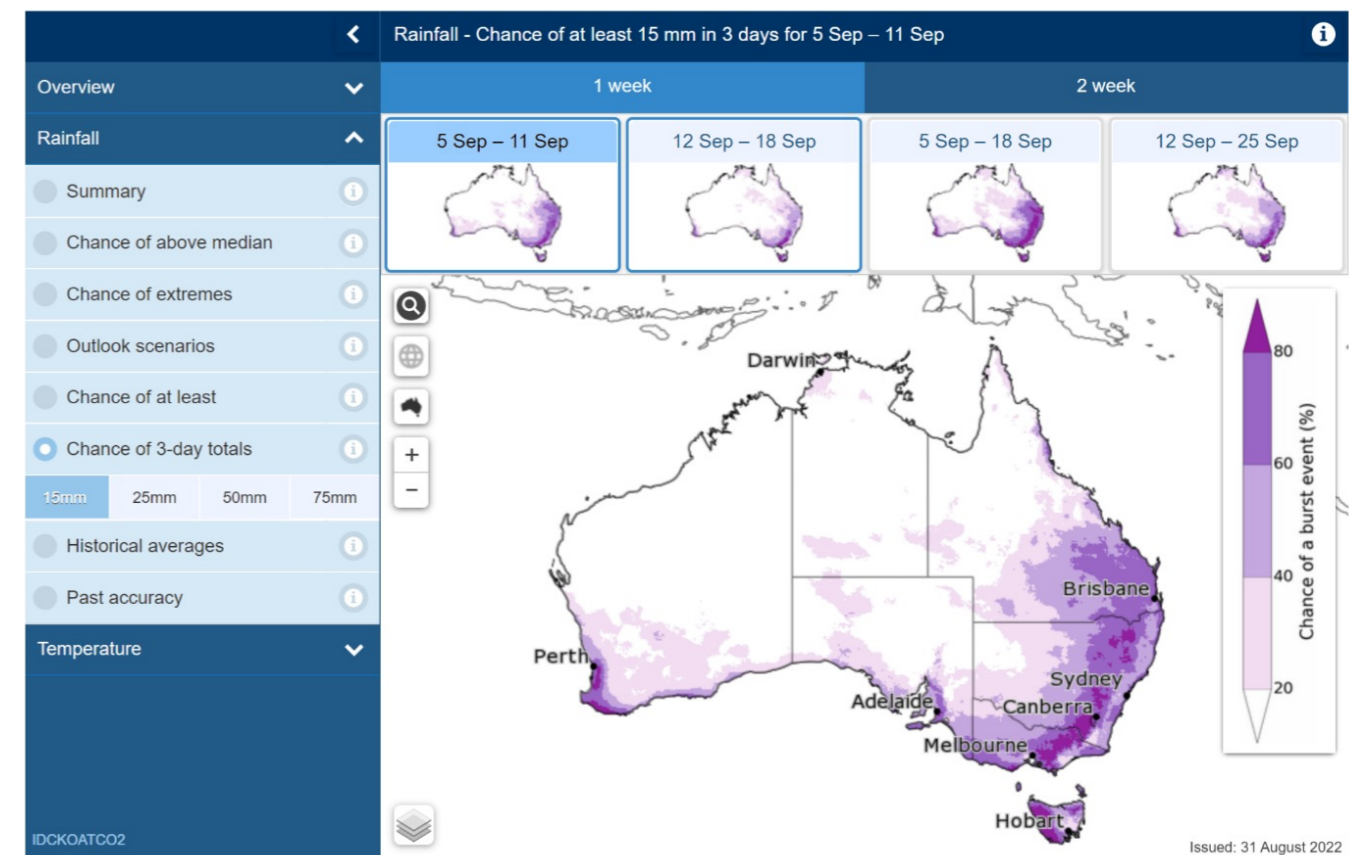 Rainfall - Chance of at least 15 mm in 3 days for 5 Sep – 11 Sep
Overview
1 week
2 week
Rainfall
5 Sep – 11 Sep
12 Sep – 18 Sep
5 Sep – 18 Sep
12 Sep – 25 Sep
Summary
Chance of above median
Chance of extremes
Outlook scenarios
Chance of at least
Chance of 3-day totals
15mm 25mm 50mm 75mm
Historical averages
Past accuracy
Temperature
IDCKOATCO2
+
−
Darwin
Brisbane
Perth
Sydney
Adelaide
Canberra
Melbourne
Hobart
80
60
40
20
Chance of a burst event (%)
Issued: 31 August 2022